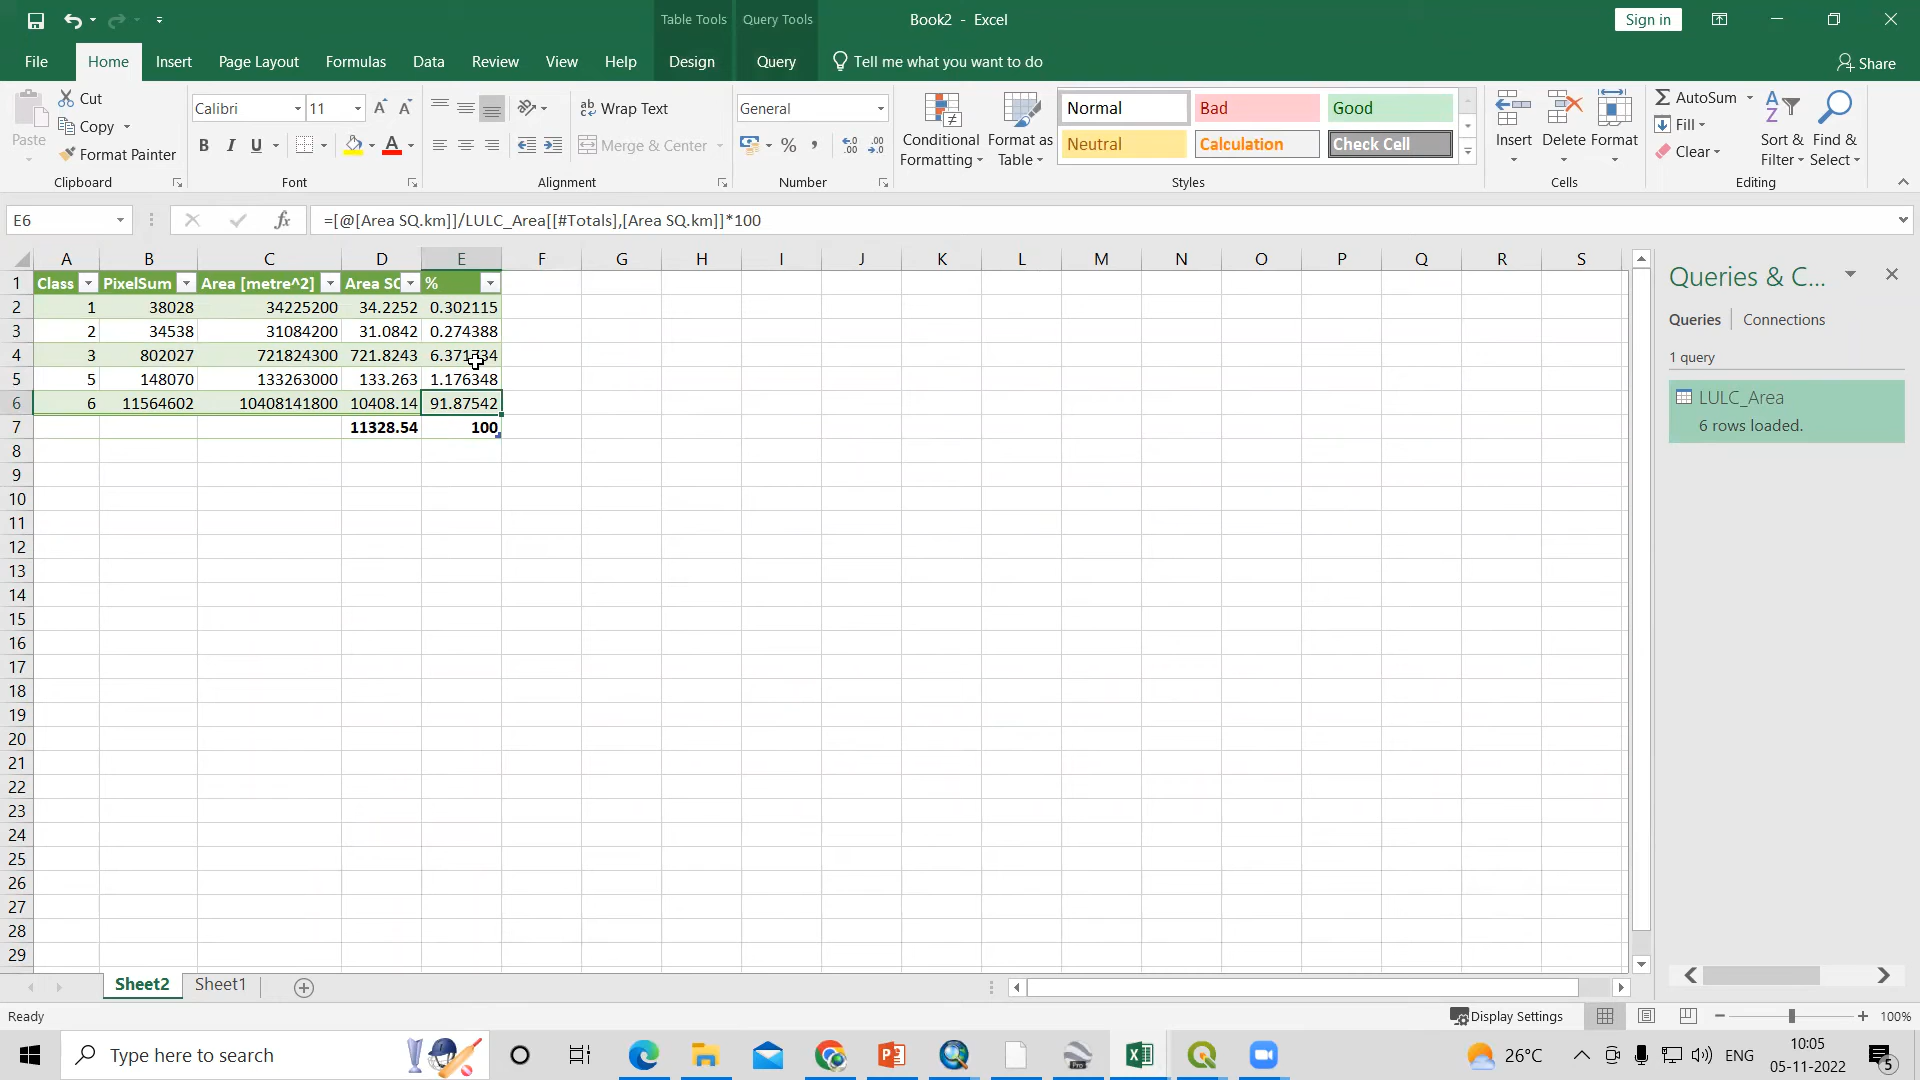 Table Tools Query Tools Book2 - Excel Sign in
File Home Insert Page Layout Formulas Data Review View Help Design Query Tell me what you want to do Share
Paste Cut Copy Format Painter Clipboard
Calibri 11 B I U A Font
ab Wrap Text Merge & Center Alignment
General % , Number
Conditional Formatting Format as Table
Normal Bad Good
Neutral Calculation Check Cell
Styles
Insert Delete Format Cells
AutoSum Fill Clear Sort & Filter Find & Select Editing
E6 fx =[@[Area SQ.km]]/LULC_Area[[#Totals],[Area SQ.km]]*100
A B C D E F G H I J K L M N O P Q R S
1 Class PixelSum Area [metre^2] Area SC %
2 1 38028 34225200 34.2252 0.302115
3 2 34538 31084200 31.0842 0.274388
4 3 802027 721824300 721.8243 6.371734
5 5 148070 133263000 133.263 1.176348
6 6 11564602 10408141800 10408.14 91.87542
7 11328.54 100
8
9
10
11
12
13
14
15
16
17
18
19
20
21
22
23
24
25
26
27
28
29
Queries & C...
Queries Connections
1 query
LULC_Area
6 rows loaded.
Sheet2 Sheet1
Ready Display Settings 100%
Type here to search 26°C ENG 10:05
05-11-2022 5